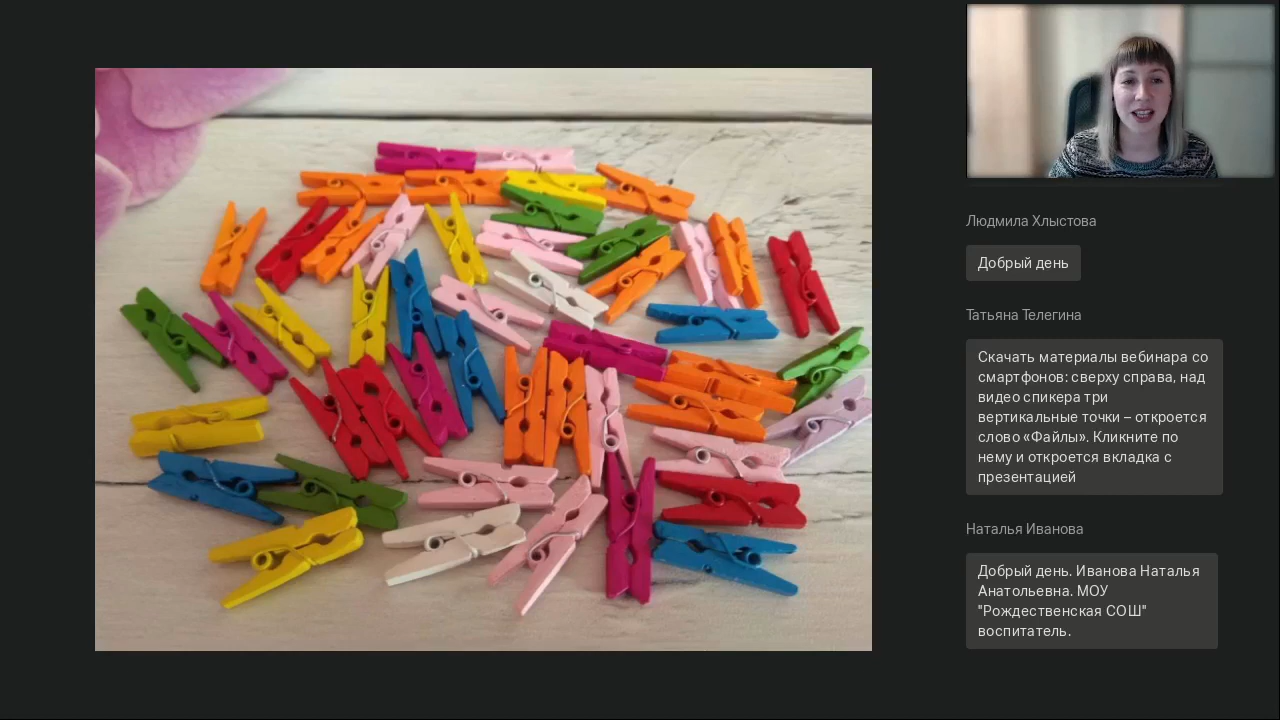 Людмила Хлыстова
Добрый день
Татьяна Телегина
Скачать материалы вебинара со
смартфонов: сверху справа, над
видео спикера три
вертикальные точки – откроется
слово «Файлы». Кликните по
нему и откроется вкладка с
презентацией
Наталья Иванова
Добрый день. Иванова Наталья
Анатольевна. МОУ
"Рождественская СОШ"
воспитатель.